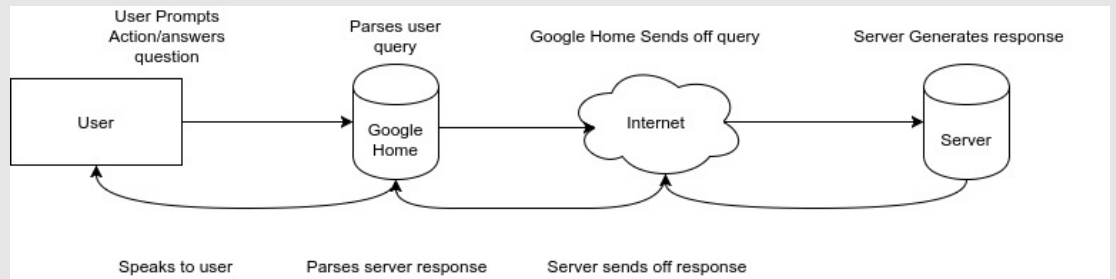 User Prompts
Action/answers
question
Parses user
query
Google Home Sends off query
Server Generates response
User
Google
Home
Internet
Server
Speaks to user
Parses server response
Server sends off response